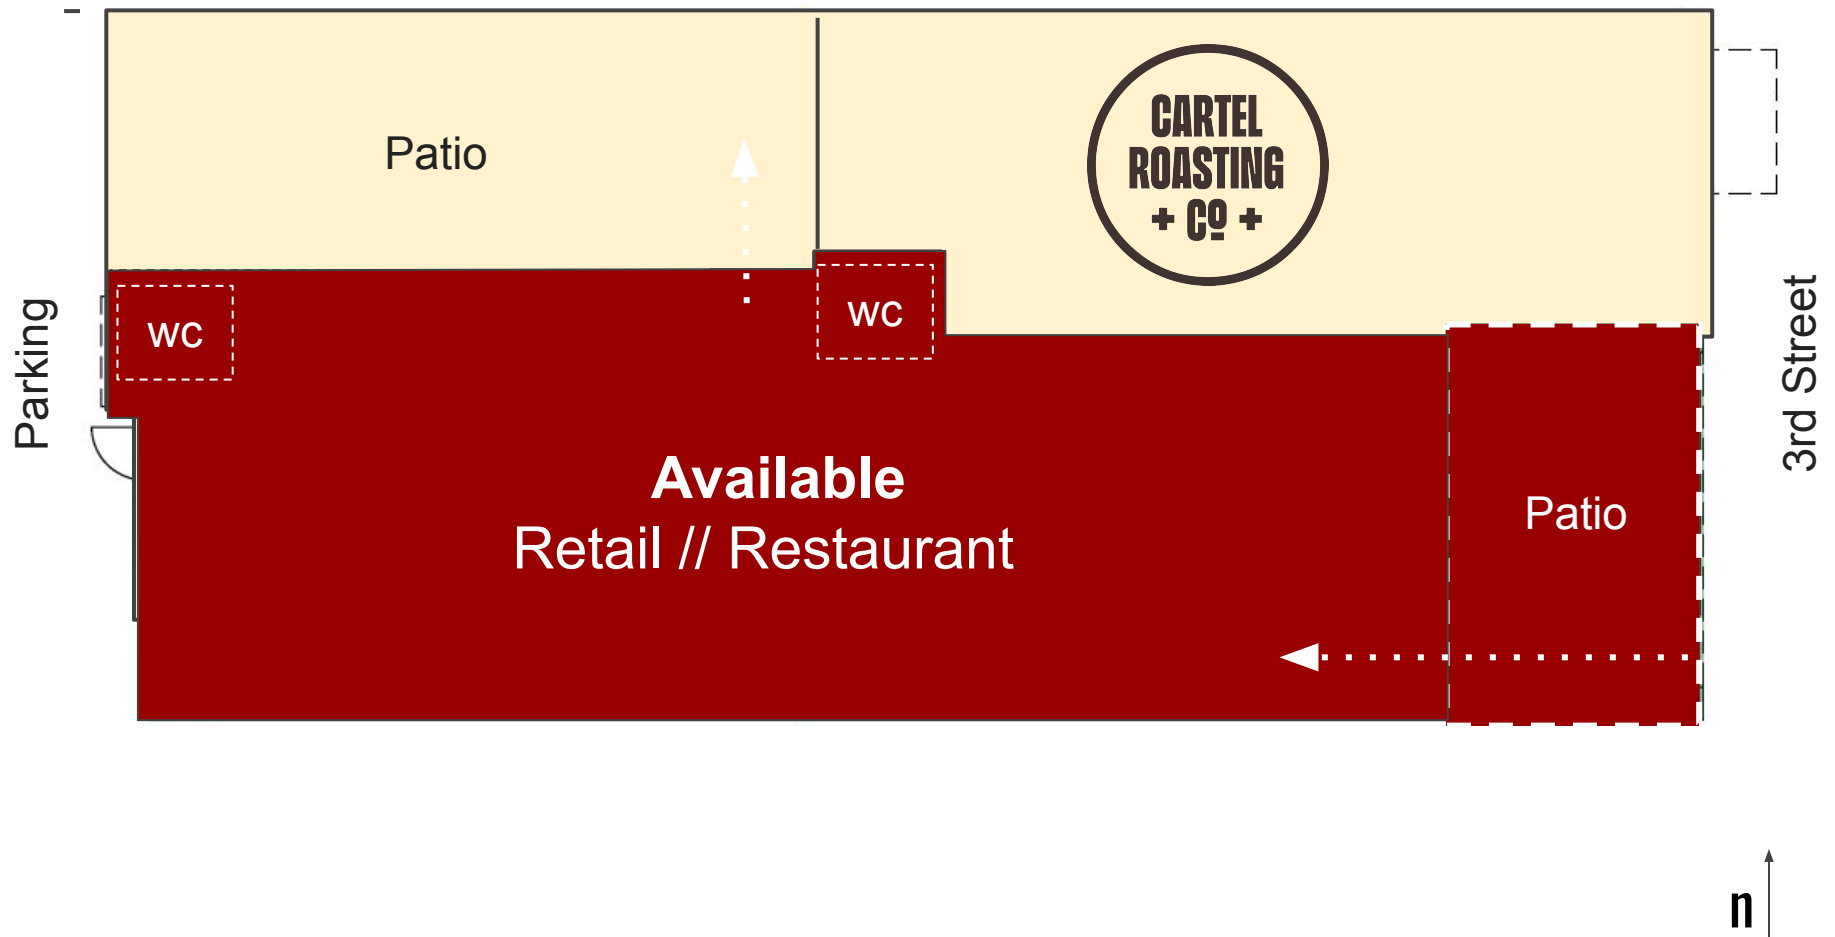 Patio
CARTEL
ROASTING
+ Co +
Parking
wc
wc
3rd Street
Available
Retail // Restaurant
Patio
n